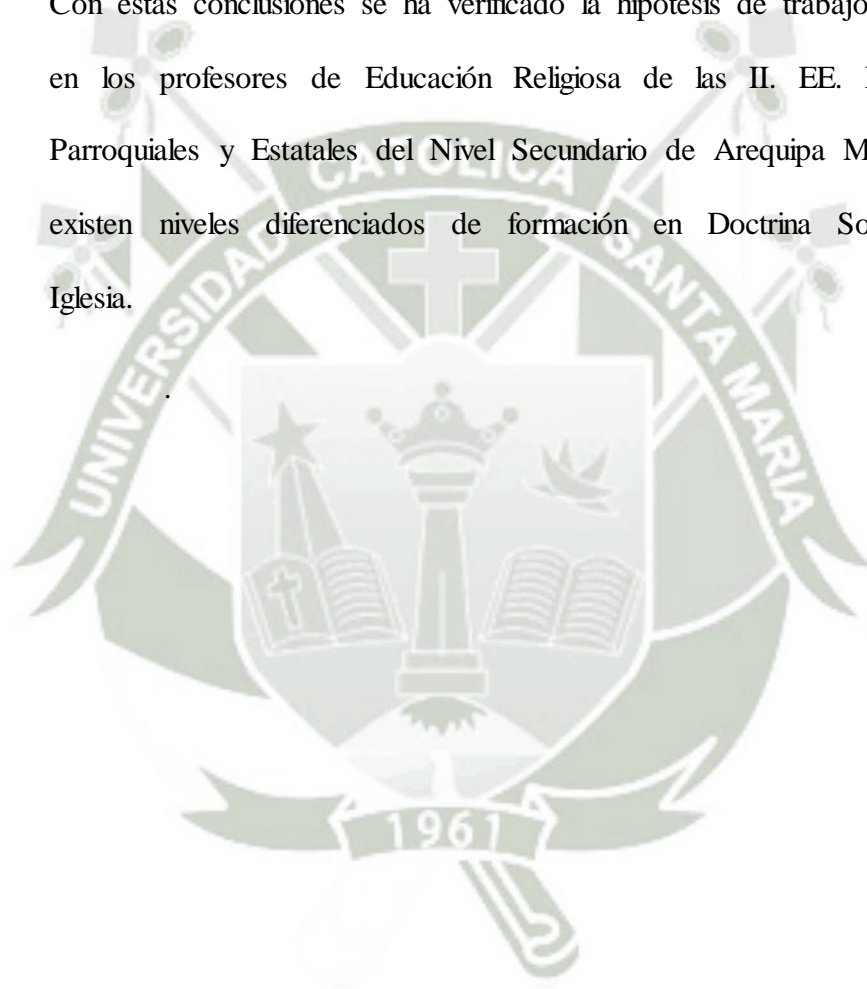 Con estas conclusiones se ha verificado la hipótesis de trabajo
en los profesores de Educación Religiosa de las II. EE.
Parroquiales y Estatales del Nivel Secundario de Arequipa
existen niveles diferenciados de formación en Doctrina
Iglesia.
.
UNIVERSIDAD CATOLICA SANTA MARIA
1961